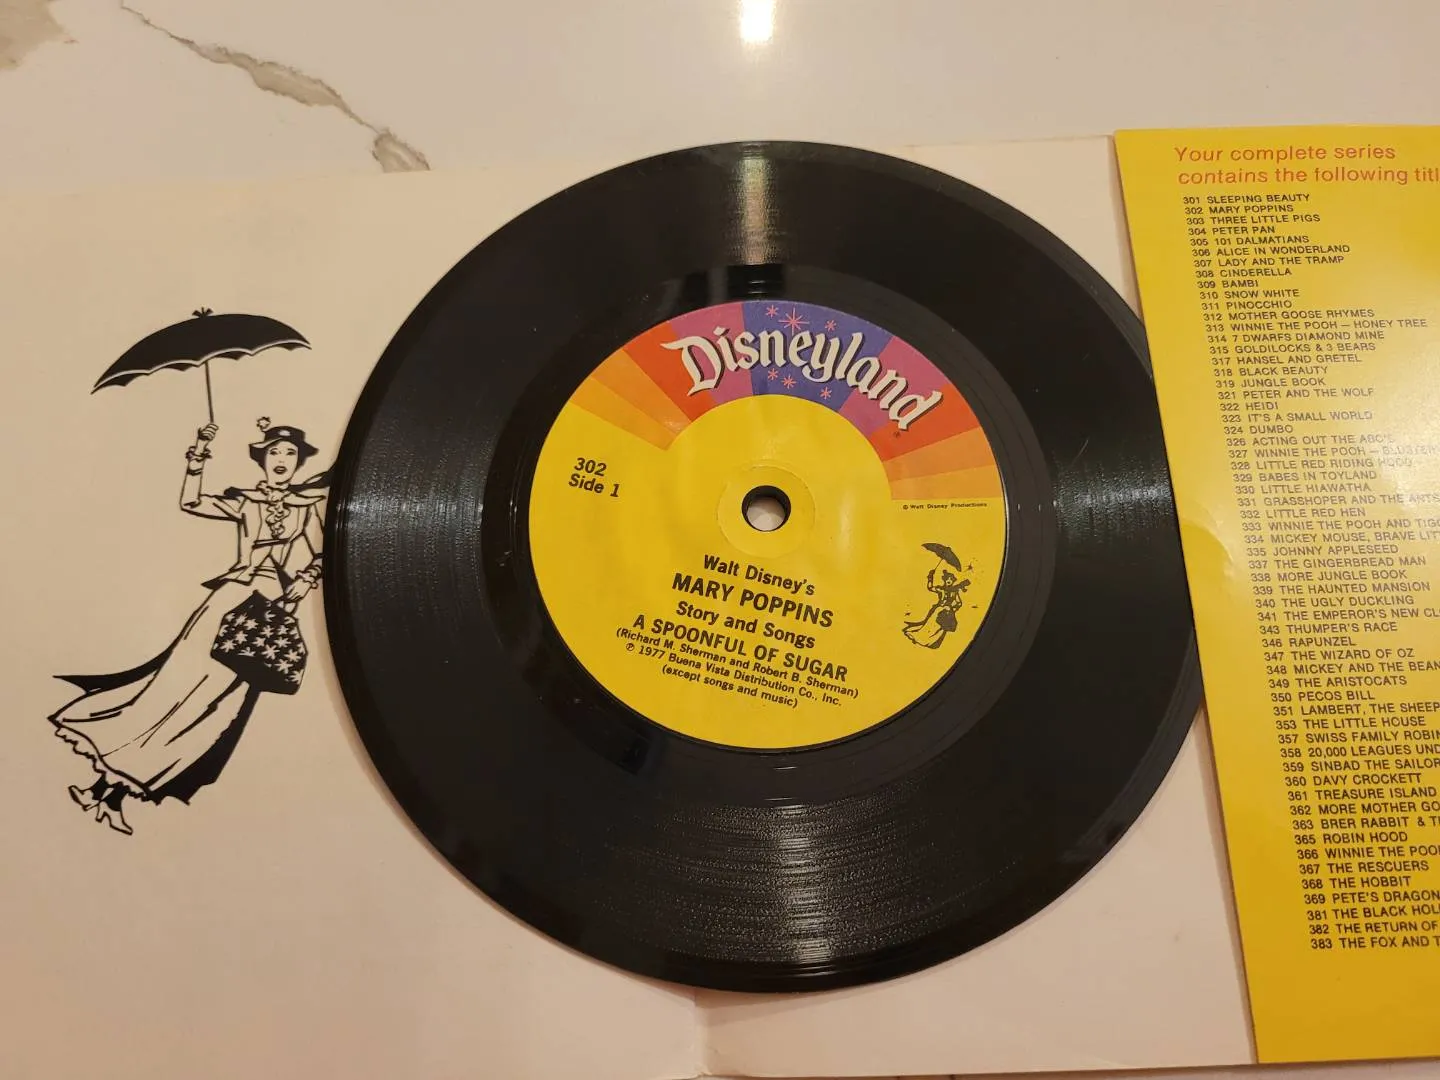 Disneyland
®
302
Side 1
© Walt Disney Productions
Walt Disney's
MARY POPPINS
Story and Songs
A SPOONFUL OF SUGAR
(Richard M. Sherman and Robert B. Sherman)
℗ 1977 Buena Vista Distribution Co., Inc.
(except songs and music)
Your complete series
contains the following
301 SLEEPING BEAUTY
302 MARY POPPINS
303 THREE LITTLE PIGS
304 PETER PAN
305 101 DALMATIANS
306 ALICE IN WONDERLAND
307 LADY AND THE TRAMP
308 CINDERELLA
309 BAMBI
310 SNOW WHITE
311 PINOCCHIO
312 MOTHER GOOSE RHYMES
313 WINNIE THE POOH — HONEY TREE
314 7 DWARFS DIAMOND MINE
315 GOLDILOCKS & 3 BEARS
317 HANSEL AND GRETEL
318 BLACK BEAUTY
319 JUNGLE BOOK
321 PETER AND THE WOLF
322 HEIDI
323 IT'S A SMALL WORLD
324 DUMBO
326 ACTING OUT THE ABC'S
327 WINNIE THE POOH —
328 LITTLE RED RIDING HOOD
329 BABES IN TOYLAND
330 LITTLE HIAWATHA
331 GRASSHOPER AND THE ANTS
332 LITTLE RED HEN
333 WINNIE THE POOH AND
334 MICKEY MOUSE, BRAVE
335 JOHNNY APPLESEED
337 THE GINGERBREAD MAN
338 MORE JUNGLE BOOK
339 THE HAUNTED MANSION
340 THE UGLY DUCKLING
341 THE EMPEROR'S NEW
343 THUMPER'S RACE
346 RAPUNZEL
347 THE WIZARD OF OZ
348 MICKEY AND THE
349 THE ARISTOCATS
350 PECOS BILL
351 LAMBERT, THE
353 THE LITTLE HOUSE
357 SWISS FAMILY
358 20,000 LEAGUES
359 SINBAD THE SAILOR
360 DAVY CROCKETT
361 TREASURE ISLAND
362 MORE MOTHER
363 BRER RABBIT &
365 ROBIN HOOD
366 WINNIE THE
367 THE RESCUERS
368 THE HOBBIT
369 PETE'S DRAGON
381 THE BLACK
382 THE RETURN OF
383 THE FOX AND